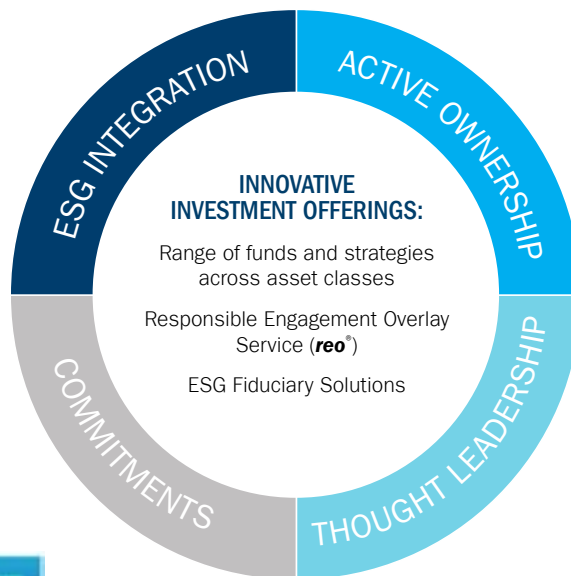 ESG INTEGRATION
ACTIVE OWNERSHIP
INNOVATIVE
INVESTMENT OFFERINGS:
Range of funds and strategies
across asset classes
Responsible Engagement Overlay
Service (reo®)
ESG Fiduciary Solutions
COMMITMENTS
THOUGHT LEADERSHIP